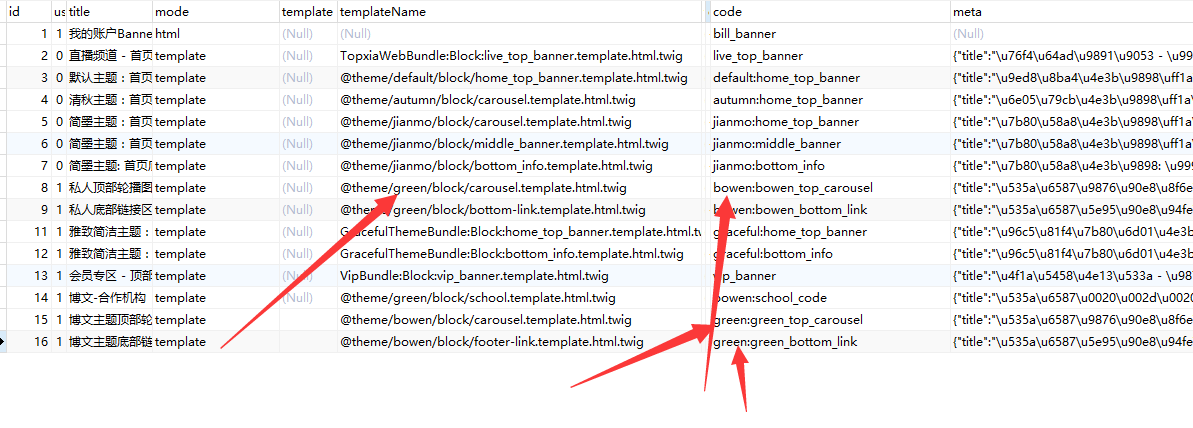 id us title mode template templateName code meta
1 1 我的账户Banne html (Null) (Null) bill_banner (Null)
2 0 直播频道 - 首页 template (Null) TopxiaWebBundle:Block:live_top_banner.template.html.twig live_top_banner {"title":"\u76f4\u64ad\u9891\u9053 - \u99
3 0 默认主题：首页 template (Null) @theme/default/block/home_top_banner.template.html.twig default:home_top_banner {"title":"\u9ed8\u8ba4\u4e3b\u9898\uff1a
4 0 清秋主题：首页 template (Null) @theme/autumn/block/carousel.template.html.twig autumn:home_top_banner {"title":"\u6e05\u79cb\u4e3b\u9898\uff1a
5 0 简墨主题：首页 template (Null) @theme/jianmo/block/carousel.template.html.twig jianmo:home_top_banner {"title":"\u7b80\u58a8\u4e3b\u9898\uff1a
6 0 简墨主题：首页 template (Null) @theme/jianmo/block/middle_banner.template.html.twig jianmo:middle_banner {"title":"\u7b80\u58a8\u4e3b\u9898\uff1a
7 0 简墨主题: 首页 template (Null) @theme/jianmo/block/bottom_info.template.html.twig jianmo:bottom_info {"title":"\u7b80\u58a8\u4e3b\u9898: \u999
8 1 私人顶部轮播图 template (Null) @theme/green/block/carousel.template.html.twig bowen:bowen_top_carousel {"title":"\u535a\u6587\u9876\u90e8\u8f6e
9 1 私人底部链接区 template (Null) @theme/green/block/bottom-link.template.html.twig bowen:bowen_bottom_link {"title":"\u535a\u6587\u5e95\u90e8\u94fe
11 1 雅致简洁主题： template (Null) GracefulThemeBundle:Block:home_top_banner.template.html.tw graceful:home_top_banner {"title":"\u96c5\u81f4\u7b80\u6d01\u4e3b
12 1 雅致简洁主题： template (Null) GracefulThemeBundle:Block:bottom_info.template.html.twig graceful:bottom_info {"title":"\u96c5\u81f4\u7b80\u6d01\u4e3b
13 1 会员专区 - 顶部 template (Null) VipBundle:Block:vip_banner.template.html.twig vip_banner {"title":"\u4f1a\u5458\u4e13\u533a - \u98
14 1 博文-合作机构 template (Null) @theme/green/block/school.template.html.twig bowen:school_code {"title":"\u535a\u6587\u0020\u002d\u0020
15 1 博文主题顶部轮 template @theme/bowen/block/carousel.template.html.twig green:green_top_carousel {"title":"\u535a\u6587\u9876\u90e8\u8f6e
16 1 博文主题底部链 template @theme/bowen/block/footer-link.template.html.twig green:green_bottom_link {"title":"\u535a\u6587\u5e95\u90e8\u94fe